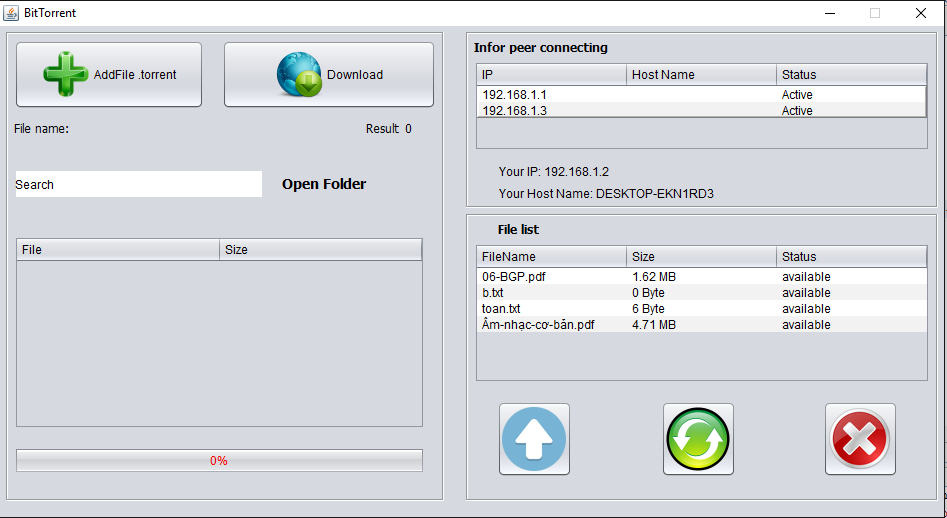 BitTorrent
AddFile .torrent
Download
File name:
Result 0
Search
Open Folder
File Size
0%
Infor peer connecting
IP Host Name Status
192.168.1.1 Active
192.168.1.3 Active
Your IP: 192.168.1.2
Your Host Name: DESKTOP-EKN1RD3
File list
FileName Size Status
06-BGP.pdf 1.62 MB available
b.txt 0 Byte available
toan.txt 6 Byte available
Âm-nhạc-cơ-bản.pdf 4.71 MB available